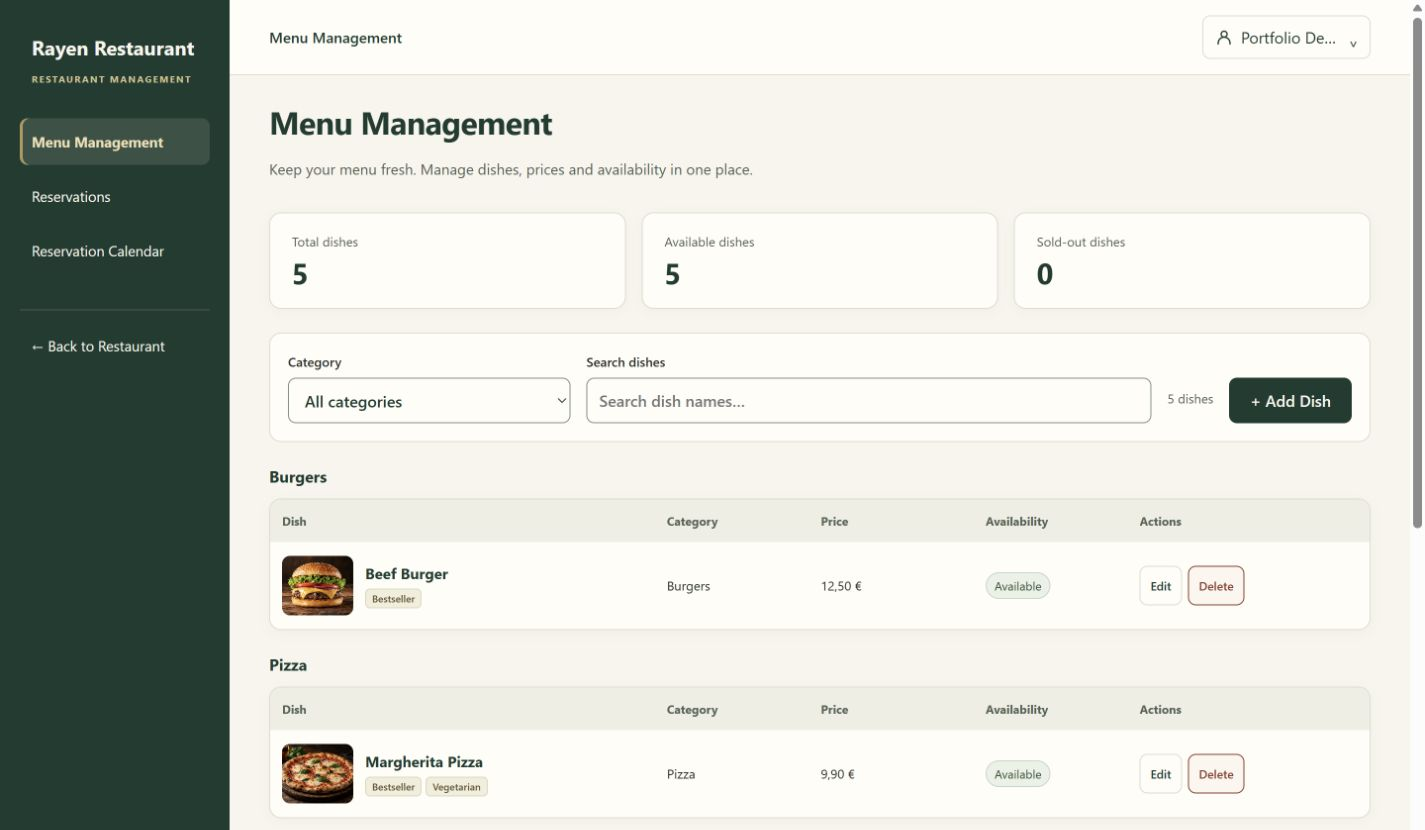 Rayen Restaurant
RESTAURANT MANAGEMENT
Menu Management
Reservations
Reservation Calendar
← Back to Restaurant
Menu Management
Portfolio De...
Menu Management
Keep your menu fresh. Manage dishes, prices and availability in one place.
Total dishes
5
Available dishes
5
Sold-out dishes
0
Category
All categories
Search dishes
Search dish names...
5 dishes
+ Add Dish
Burgers
Dish Category Price Availability Actions
Beef Burger
Bestseller
Burgers 12,50 € Available Edit Delete
Pizza
Dish Category Price Availability Actions
Margherita Pizza
Bestseller Vegetarian
Pizza 9,90 € Available Edit Delete